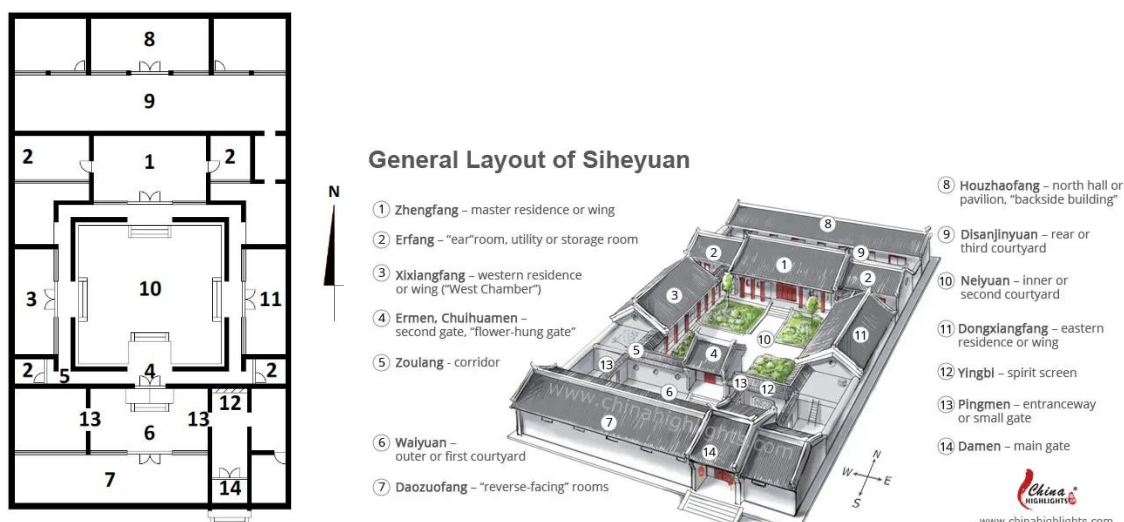 8
9
2
1
2
N
3
10
11
2
5
4
2
13
13
12
6
7
14
General Layout of Siheyuan
1 Zhengfang – master residence or wing
2 Erfang – “ear”room, utility or storage room
3 Xixiangfang – western residence
or wing (“West Chamber”)
4 Ermen, Chuihuamen –
second gate, “flower-hung gate”
5 Zoulang - corridor
6 Waiyuan –
outer or first courtyard
7 Daozuofang – “reverse-facing” rooms
8
2
1
9
2
3
10
11
5
4
13
13
12
6
7
14
www.chinahighlights.com
N
W
E
S
8 Houzhaofang – north hall or
pavilion, “backside building”
9 Disanjinyuan – rear or
third courtyard
10 Neiyuan – inner or
second courtyard
11 Dongxiangfang – eastern
residence or wing
12 Yingbi – spirit screen
13 Pingmen – entranceway
or small gate
14 Damen – main gate
China
HIGHLIGHTS
www.chinahighlights.com